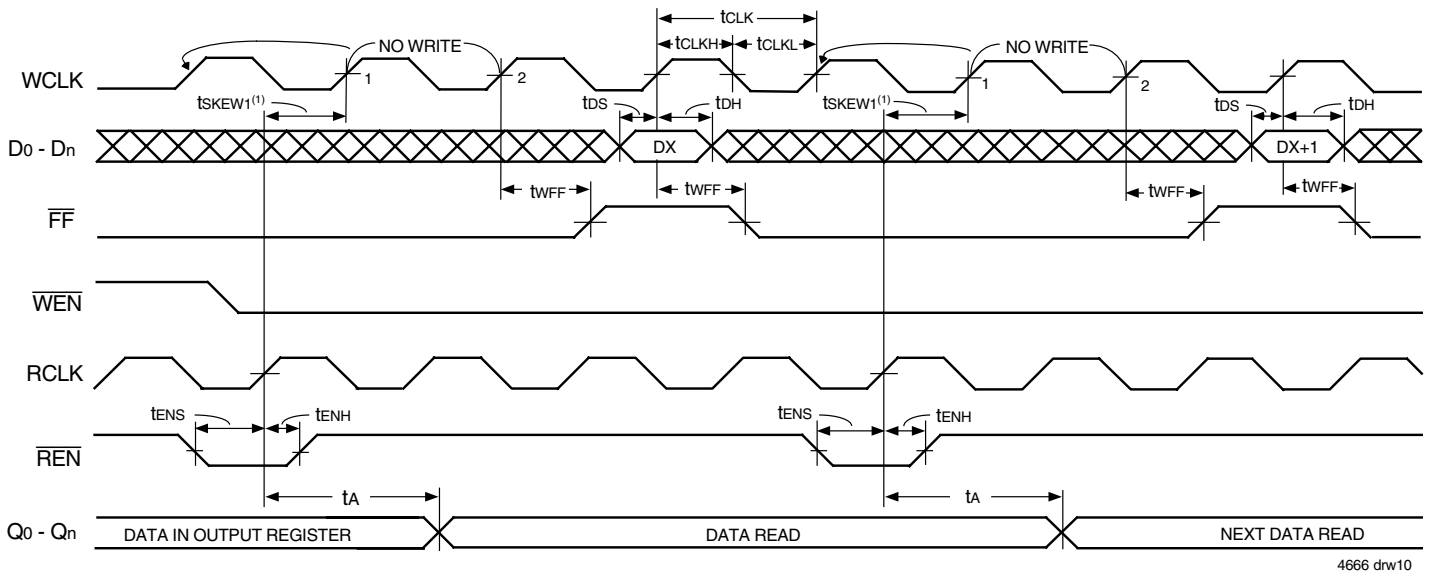 tCLK
NO WRITE
tCLKH
tCLKL
NO WRITE
WCLK
1
2
1
2
tSKEW1(1)
tDS
tDH
tSKEW1(1)
tDS
tDH
D0 - Dn
DX
DX+1
tWFF
tWFF
tWFF
tWFF
FF
WEN
RCLK
tENS
tENH
tENS
tENH
REN
tA
tA
Q0 - Qn
DATA IN OUTPUT REGISTER
DATA READ
NEXT DATA READ
4666 drw10